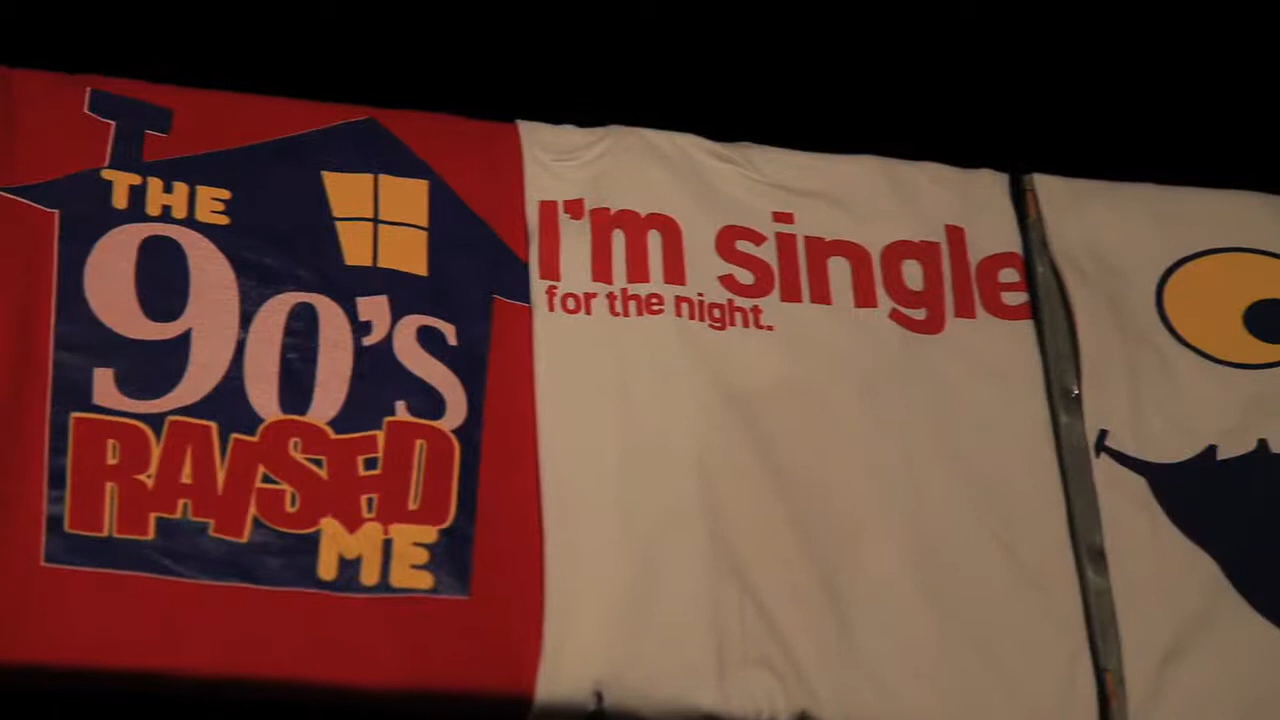 THE
90's
RAISED
ME
I'm single
for the night.